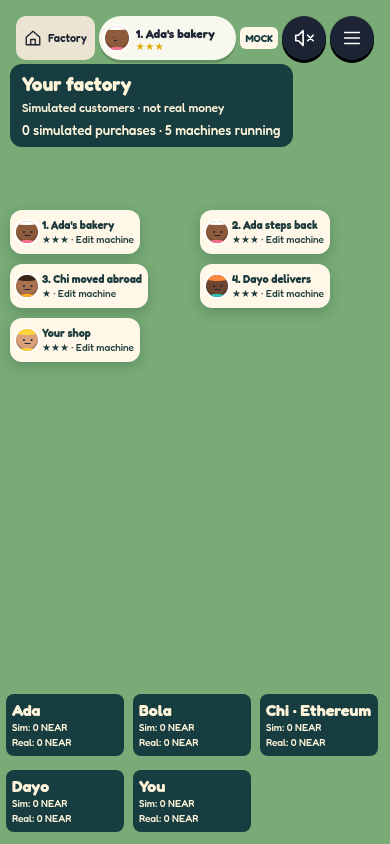 Factory
1. Ada's bakery
★★★
MOCK
Your factory
Simulated customers · not real money
0 simulated purchases · 5 machines running
1. Ada's bakery
★★★ · Edit machine
2. Ada steps back
★★★ · Edit machine
3. Chi moved abroad
★ · Edit machine
4. Dayo delivers
★★★ · Edit machine
Your shop
★★★ · Edit machine
Ada
Sim: 0 NEAR
Real: 0 NEAR
Bola
Sim: 0 NEAR
Real: 0 NEAR
Chi · Ethereum
Sim: 0 NEAR
Real: 0 NEAR
Dayo
Sim: 0 NEAR
Real: 0 NEAR
You
Sim: 0 NEAR
Real: 0 NEAR